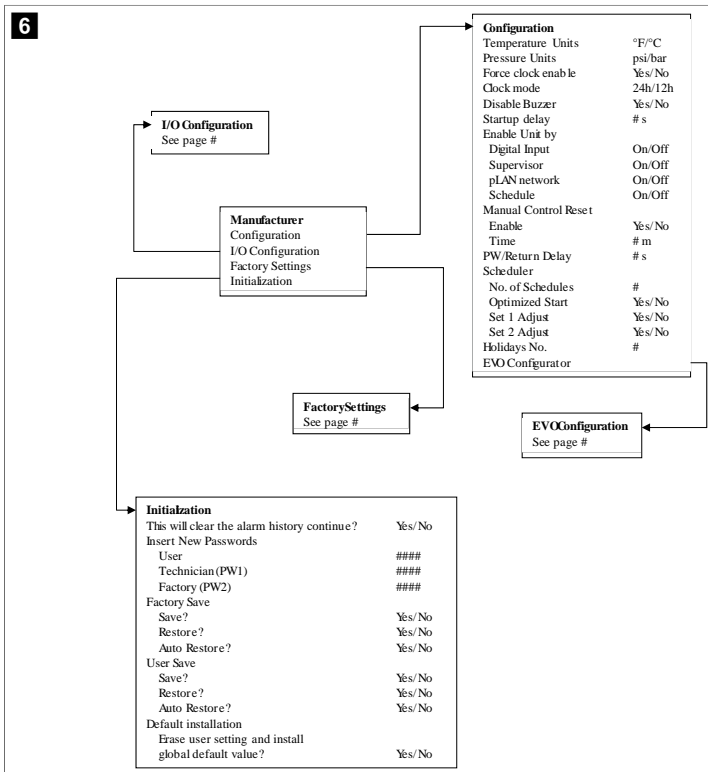 6
Configuration
Temperature Units °F/°C
Pressure Units psi/bar
Force clock enable Yes/No
Clock mode 24h/12h
Disable Buzzer Yes/No
Startup delay # s
Enable Unit by
Digital Input On/Off
Supervisor On/Off
pLAN network On/Off
Schedule On/Off
Manual Control Reset
Enable Yes/No
Time # m
PW/Return Delay # s
Scheduler
No. of Schedules #
Optimized Start Yes/No
Set 1 Adjust Yes/No
Set 2 Adjust Yes/No
Holidays No. #
EVO Configurator
I/O Configuration
See page #
Manufacturer
Configuration
I/O Configuration
Factory Settings
Initialization
FactorySettings
See page #
EVOConfiguration
See page #
Initialzation
This will clear the alarm history continue? Yes/No
Insert New Passwords
User ####
Technician (PW1) ####
Factory (PW2) ####
Factory Save
Save? Yes/No
Restore? Yes/No
Auto Restore? Yes/No
User Save
Save? Yes/No
Restore? Yes/No
Auto Restore? Yes/No
Default installation
Erase user setting and install
global default value? Yes/No